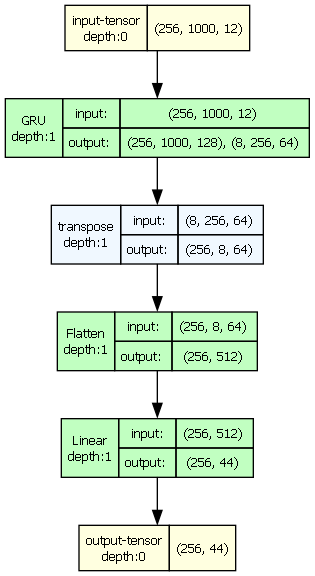 input-tensor
depth:0
(256, 1000, 12)
GRU
depth:1
input:
(256, 1000, 12)
output:
(256, 1000, 128), (8, 256, 64)
transpose
depth:1
input:
(8, 256, 64)
output:
(256, 8, 64)
Flatten
depth:1
input:
(256, 8, 64)
output:
(256, 512)
Linear
depth:1
input:
(256, 512)
output:
(256, 44)
output-tensor
depth:0
(256, 44)